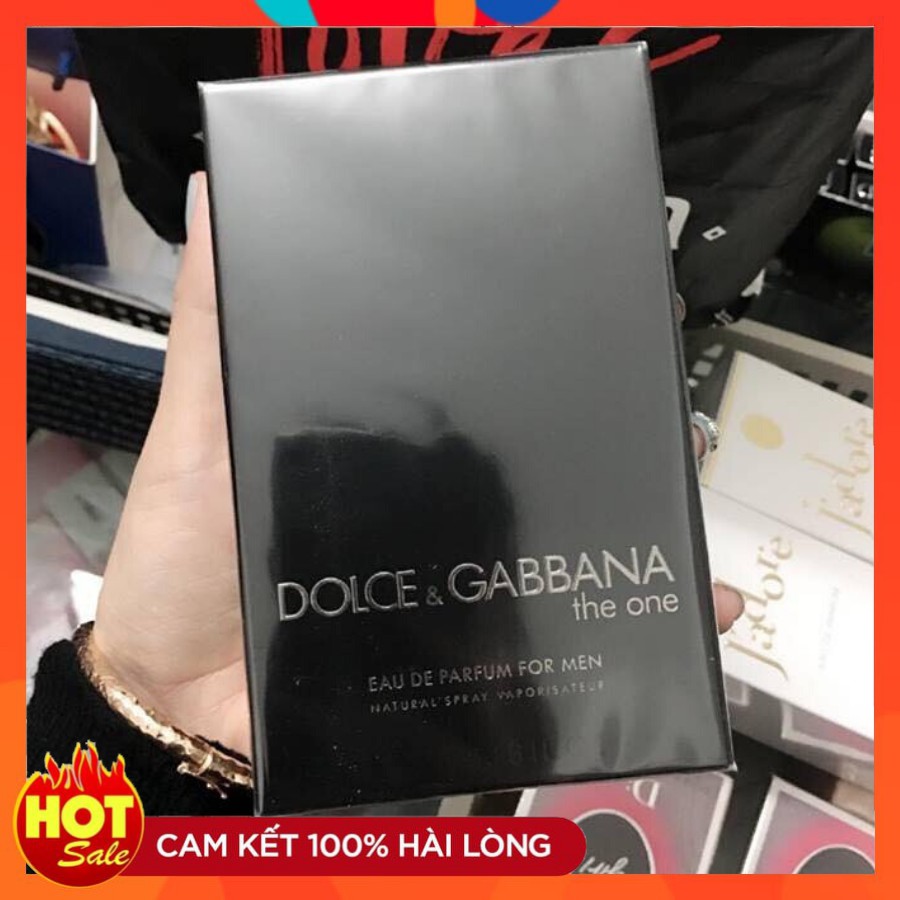 DOLCE & GABBANA
the one
EAU DE PARFUM FOR MEN
NATURAL SPRAY VAPORISATEUR
j'adore
j'adore
HOT
Sale
CAM KẾT 100% HÀI LÒNG